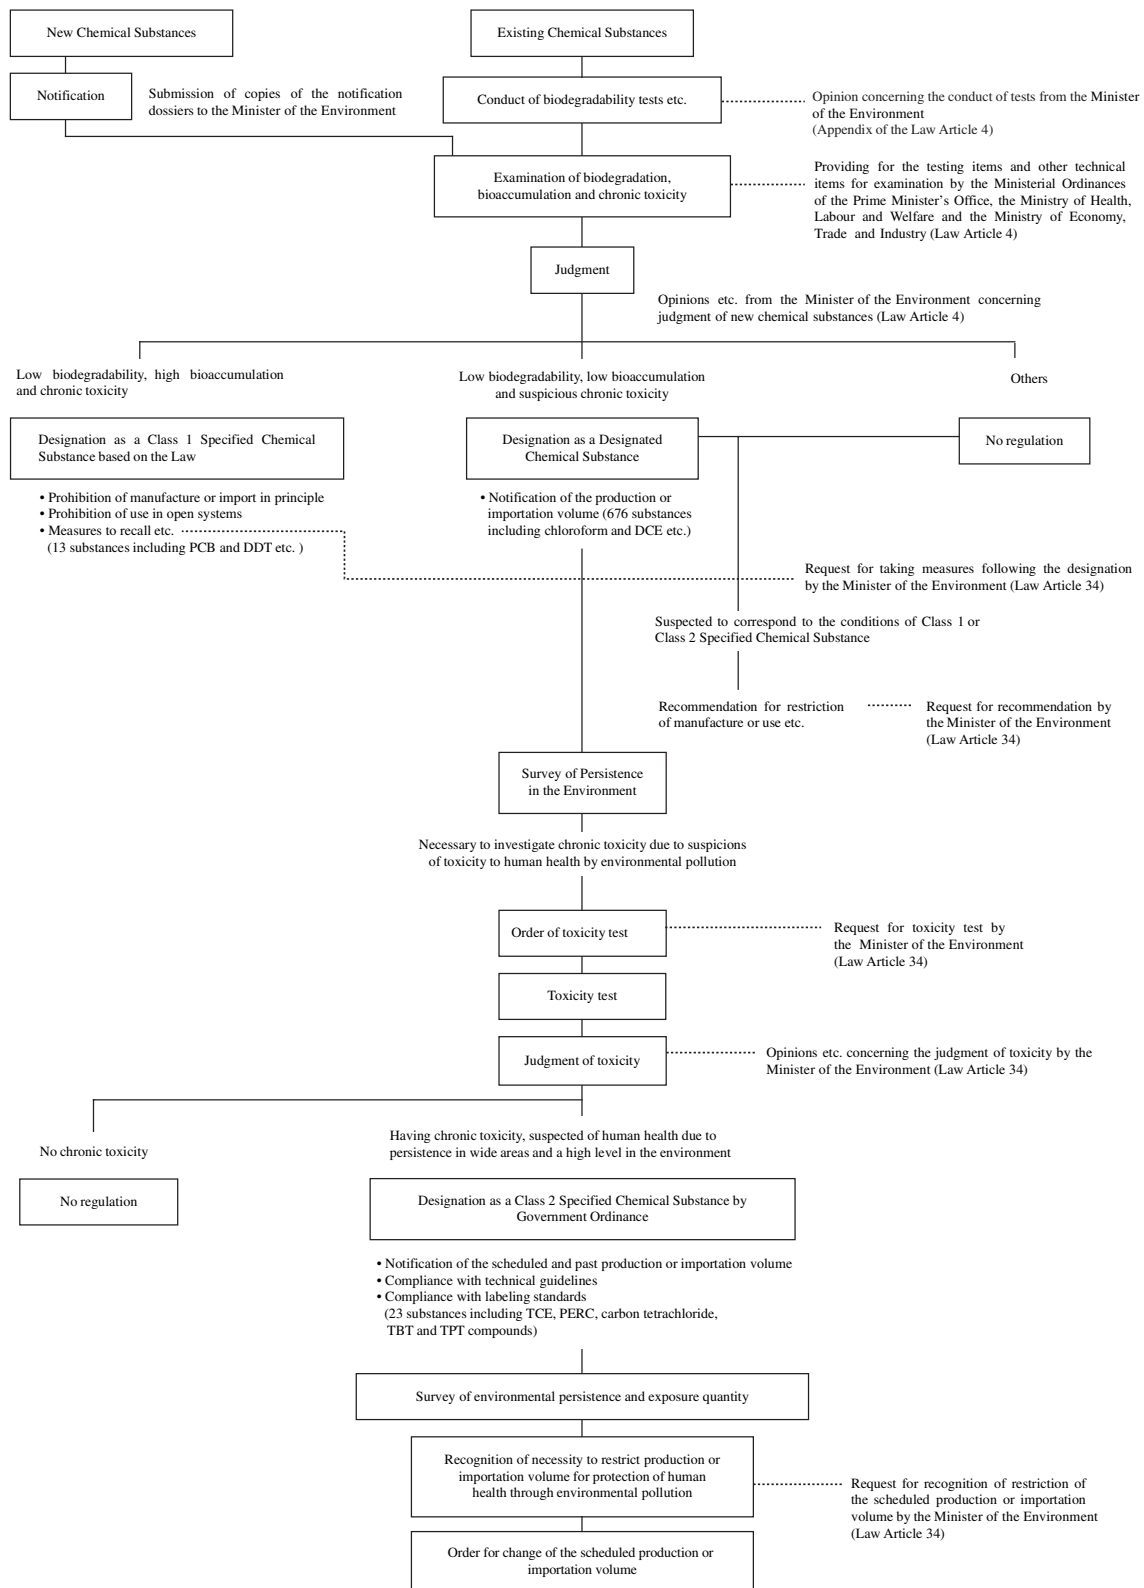 New Chemical Substances
Existing Chemical Substances
Notification
Submission of copies of the notification
dossiers to the Minister of the Environment
Conduct of biodegradability tests etc.
Opinion concerning the conduct of tests from the Minister
of the Environment
(Appendix of the Law Article 4)
Examination of biodegradation,
bioaccumulation and chronic toxicity
Providing for the testing items and other technical
items for examination by the Ministerial Ordinances
of the Prime Minister's Office, the Ministry of Health,
Labour and Welfare and the Ministry of Economy,
Trade and Industry (Law Article 4)
Judgment
Opinions etc. from the Minister of the Environment concerning
judgment of new chemical substances (Law Article 4)
Low biodegradability, high bioaccumulation
and chronic toxicity
Low biodegradability, low bioaccumulation
and suspicious chronic toxicity
Others
Designation as a Class 1 Specified Chemical
Substance based on the Law
Designation as a Designated
Chemical Substance
No regulation
• Prohibition of manufacture or import in principle
• Prohibition of use in open systems
• Measures to recall etc.
(13 substances including PCB and DDT etc. )
• Notification of the production or
importation volume (676 substances
including chloroform and DCE etc.)
Request for taking measures following the designation
by the Minister of the Environment (Law Article 34)
Suspected to correspond to the conditions of Class 1 or
Class 2 Specified Chemical Substance
Recommendation for restriction
of manufacture or use etc.
Request for recommendation by
the Minister of the Environment
(Law Article 34)
Survey of Persistence
in the Environment
Necessary to investigate chronic toxicity due to suspicions
of toxicity to human health by environmental pollution
Order of toxicity test
Request for toxicity test by
the Minister of the Environment
(Law Article 34)
Toxicity test
Judgment of toxicity
Opinions etc. concerning the judgment of toxicity by the
Minister of the Environment (Law Article 34)
No chronic toxicity
Having chronic toxicity, suspected of human health due to
persistence in wide areas and a high level in the environment
No regulation
Designation as a Class 2 Specified Chemical Substance by
Government Ordinance
• Notification of the scheduled and past production or importation volume
• Compliance with technical guidelines
• Compliance with labeling standards
(23 substances including TCE, PERC, carbon tetrachloride,
TBT and TPT compounds)
Survey of environmental persistence and exposure quantity
Recognition of necessity to restrict production or
importation volume for protection of human
health through environmental pollution
Request for recognition of restriction of
the scheduled production or importation
volume by the Minister of the Environment
(Law Article 34)
Order for change of the scheduled production or
importation volume